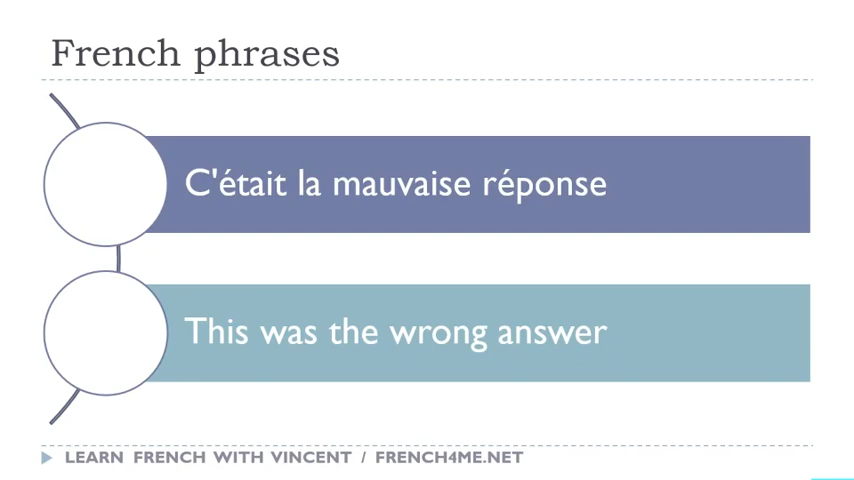 French phrases
C'était la mauvaise réponse
This was the wrong answer
LEARN FRENCH WITH VINCENT / FRENCH4ME.NET